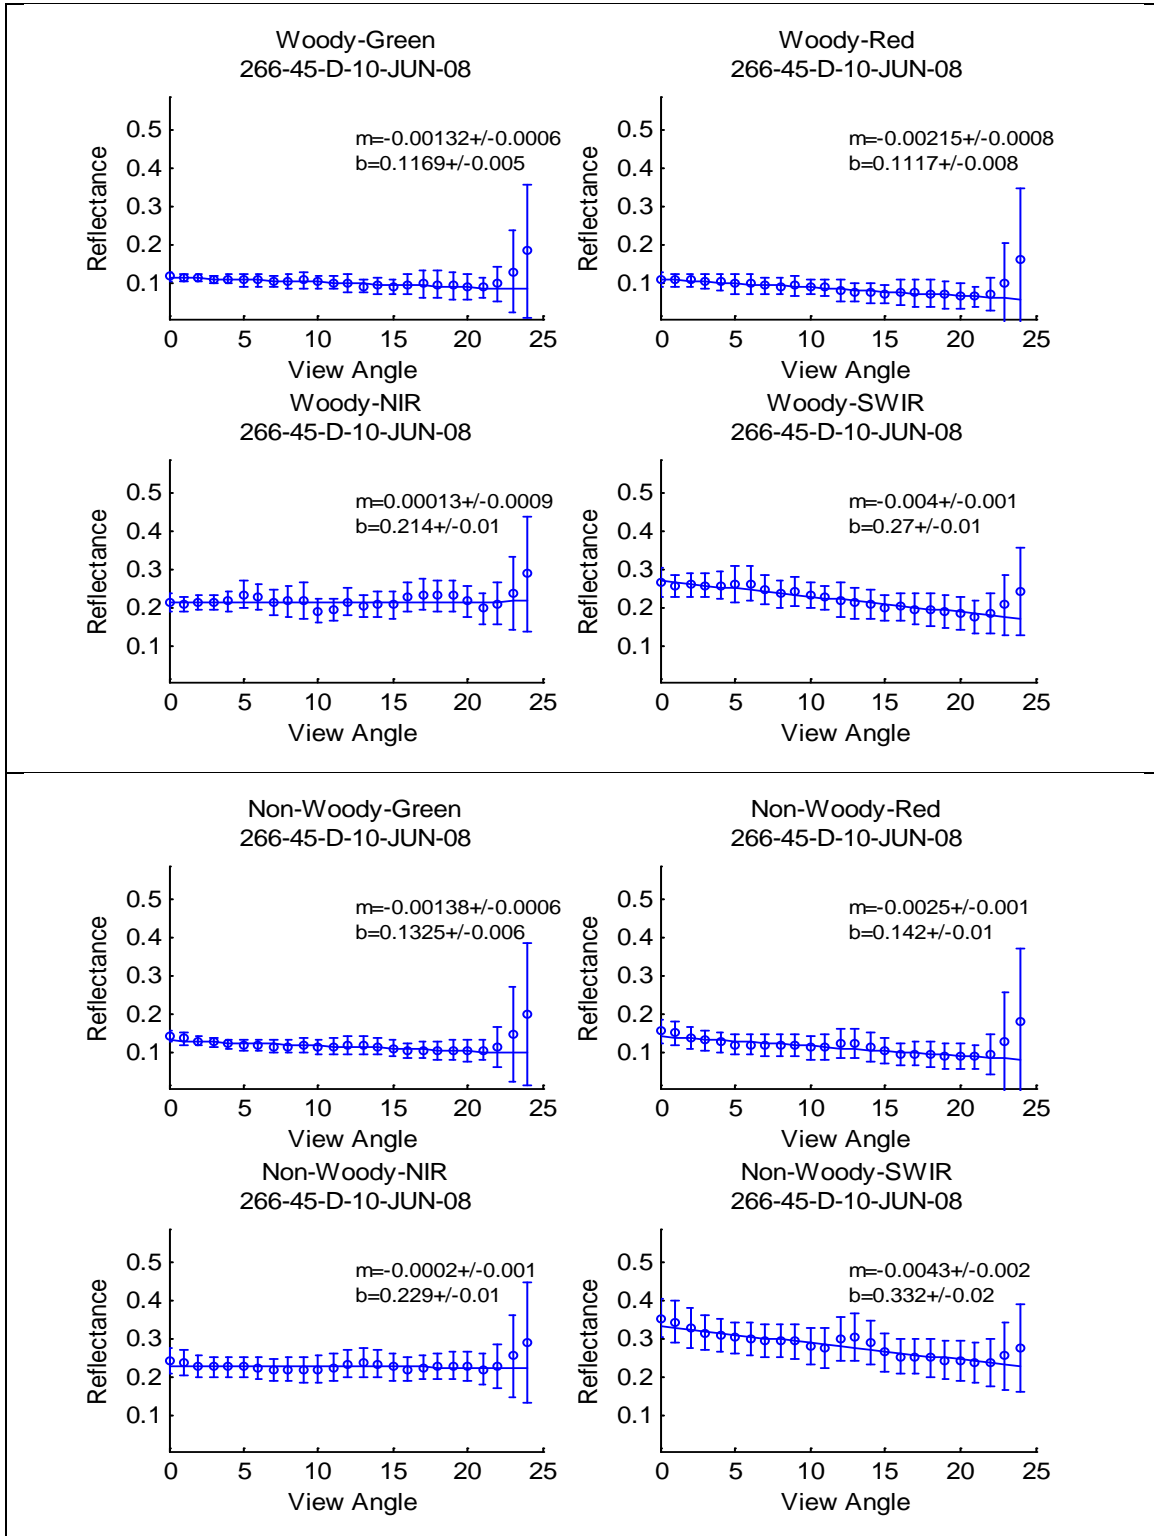 Woody-Green
266-45-D-10-JUN-08
m=-0.00132+/-0.0006
b=0.1169+/-0.005
Reflectance
0.5
0.4
0.3
0.2
0.1
0 5 10 15 20 25
View Angle
Woody-Red
266-45-D-10-JUN-08
m=-0.00215+/-0.0008
b=0.1117+/-0.008
Reflectance
0.5
0.4
0.3
0.2
0.1
0 5 10 15 20 25
View Angle
Woody-NIR
266-45-D-10-JUN-08
m=0.00013+/-0.0009
b=0.214+/-0.01
Reflectance
0.5
0.4
0.3
0.2
0.1
0 5 10 15 20 25
View Angle
Woody-SWIR
266-45-D-10-JUN-08
m=-0.004+/-0.001
b=0.27+/-0.01
Reflectance
0.5
0.4
0.3
0.2
0.1
0 5 10 15 20 25
View Angle
Non-Woody-Green
266-45-D-10-JUN-08
m=-0.00138+/-0.0006
b=0.1325+/-0.006
Reflectance
0.5
0.4
0.3
0.2
0.1
0 5 10 15 20 25
View Angle
Non-Woody-Red
266-45-D-10-JUN-08
m=-0.0025+/-0.001
b=0.142+/-0.01
Reflectance
0.5
0.4
0.3
0.2
0.1
0 5 10 15 20 25
View Angle
Non-Woody-NIR
266-45-D-10-JUN-08
m=-0.0002+/-0.001
b=0.229+/-0.01
Reflectance
0.5
0.4
0.3
0.2
0.1
0 5 10 15 20 25
View Angle
Non-Woody-SWIR
266-45-D-10-JUN-08
m=-0.0043+/-0.002
b=0.332+/-0.02
Reflectance
0.5
0.4
0.3
0.2
0.1
0 5 10 15 20 25
View Angle